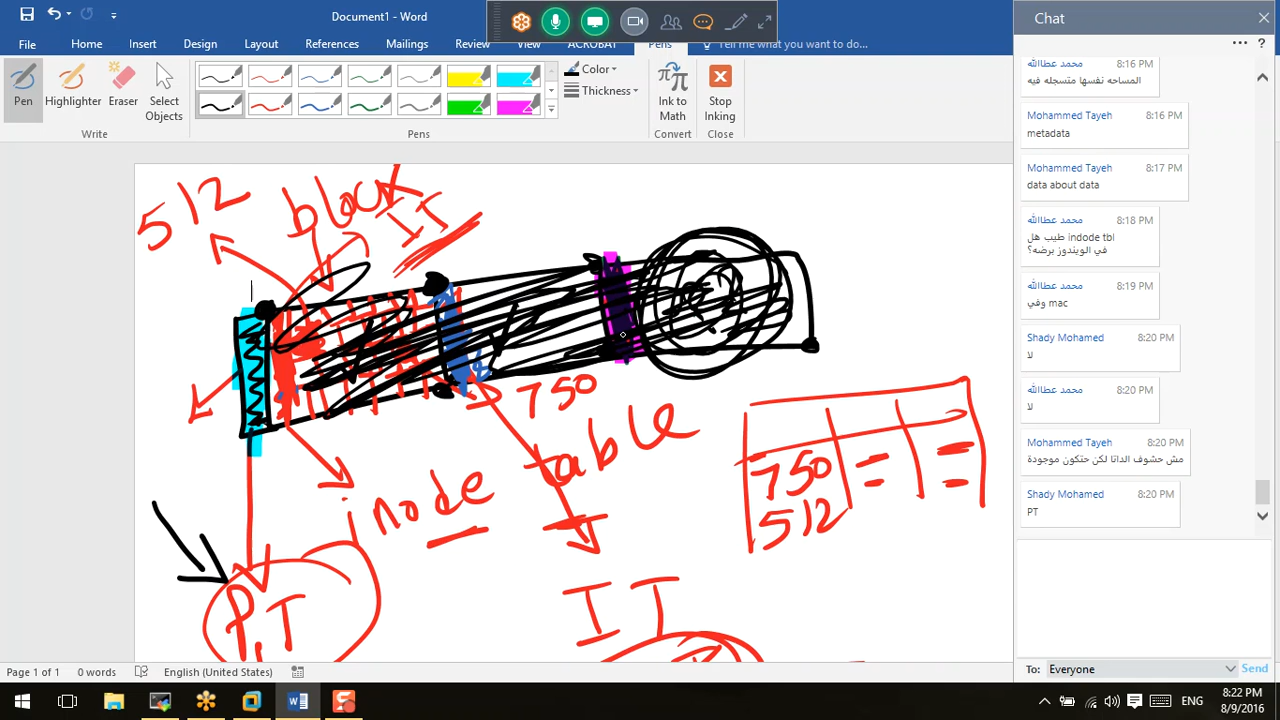 Document1 - Word
File
Home
Insert
Design
Layout
References
Mailings
Review
View
ACROBAT
Pens
Tell me what you want to do...
Pen
Highlighter
Eraser
Select Objects
Write
Pens
Color
Thickness
Ink to Math
Convert
Stop Inking
Close
512
block
IT
750
inode table
750 = =
512 =
P.T
IT
Chat
محمد عطاالله 8:16 PM
المساحه نفسها متسجله فيه
Mohammed Tayeh 8:16 PM
metadata
Mohammed Tayeh 8:17 PM
data about data
محمد عطاالله 8:18 PM
طيب هل indode tbl
في الويندوز برضه؟
محمد عطاالله 8:19 PM
وفي mac
Shady Mohamed 8:20 PM
لا
محمد عطاالله 8:20 PM
لا
Mohammed Tayeh 8:20 PM
مش حشوف الداتا لكن حتكون موجودة
Shady Mohamed 8:20 PM
PT
To: Everyone Send
Page 1 of 1 0 words English (United States)
100%
ENG
8:22 PM
8/9/2016